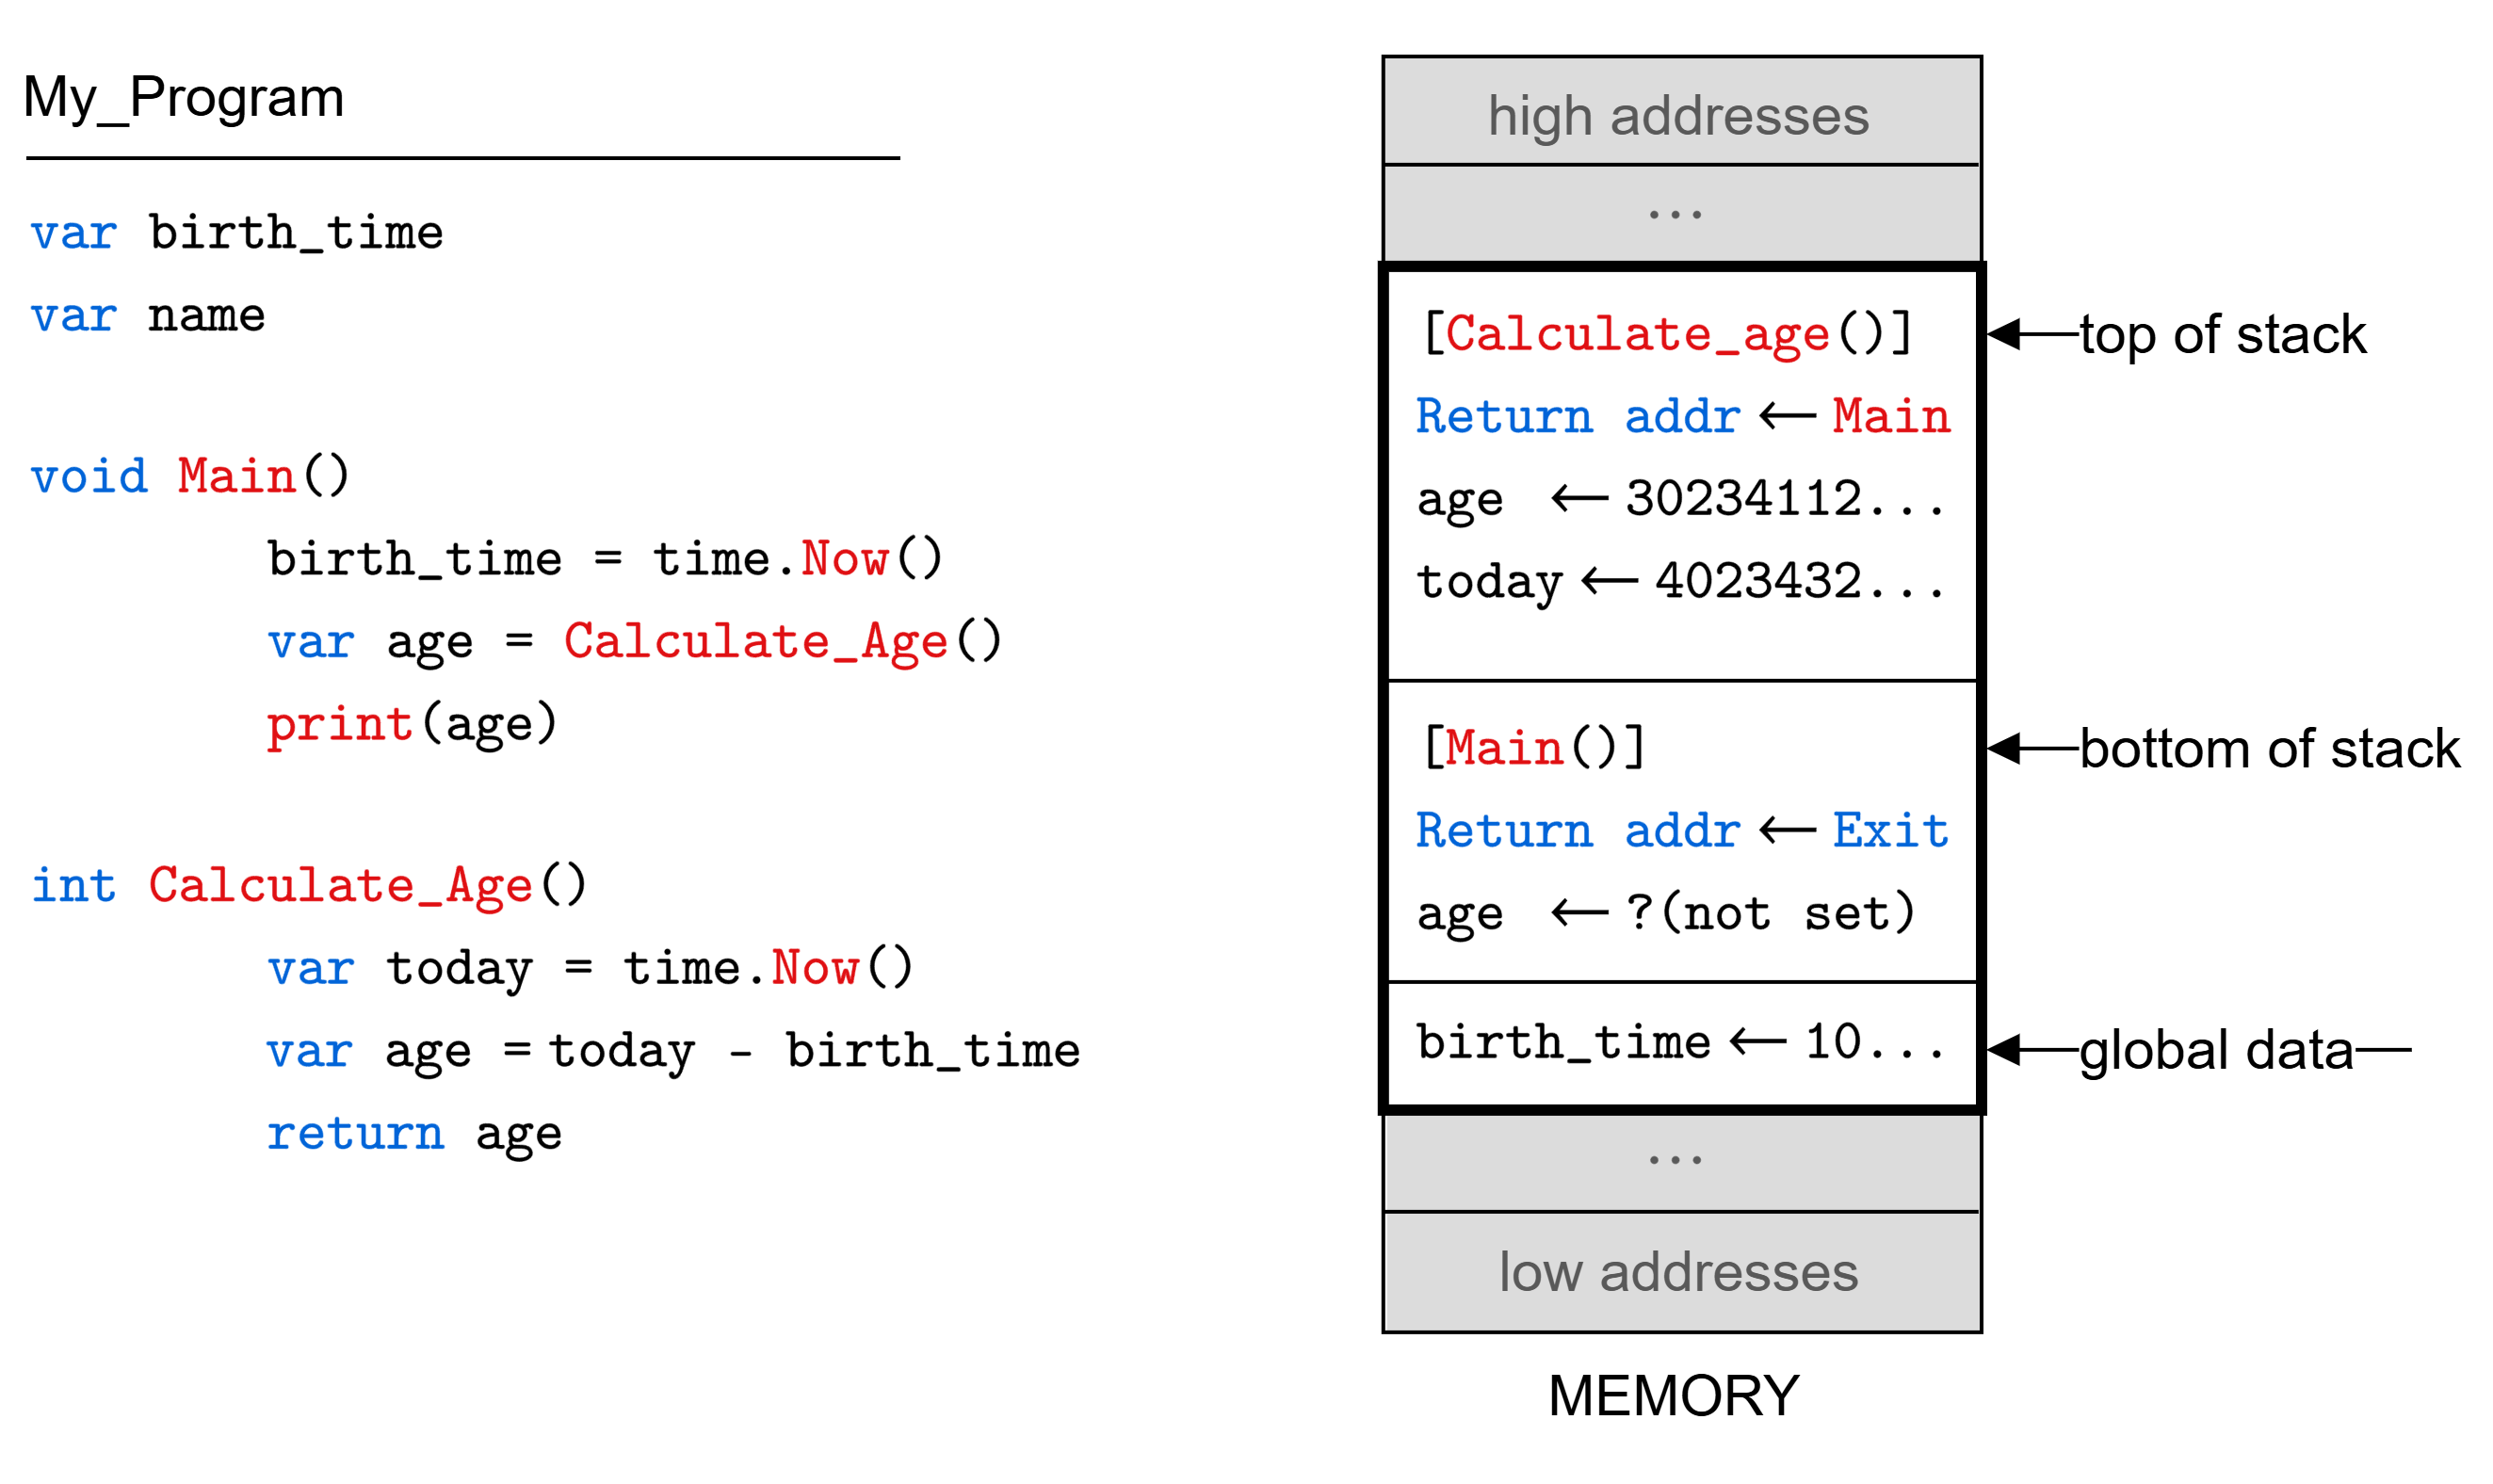 My_Program
var birth_time
var name
void Main()
birth_time = time.Now()
var age = Calculate_Age()
print(age)
int Calculate_Age()
var today = time.Now()
var age = today - birth_time
return age
high addresses
...
[Calculate_age()]
Return addr ← Main
age ← 30234112...
today ← 4023432...
top of stack
[Main()]
Return addr ← Exit
age ← ?(not set)
bottom of stack
birth_time ← 10...
global data
...
low addresses
MEMORY